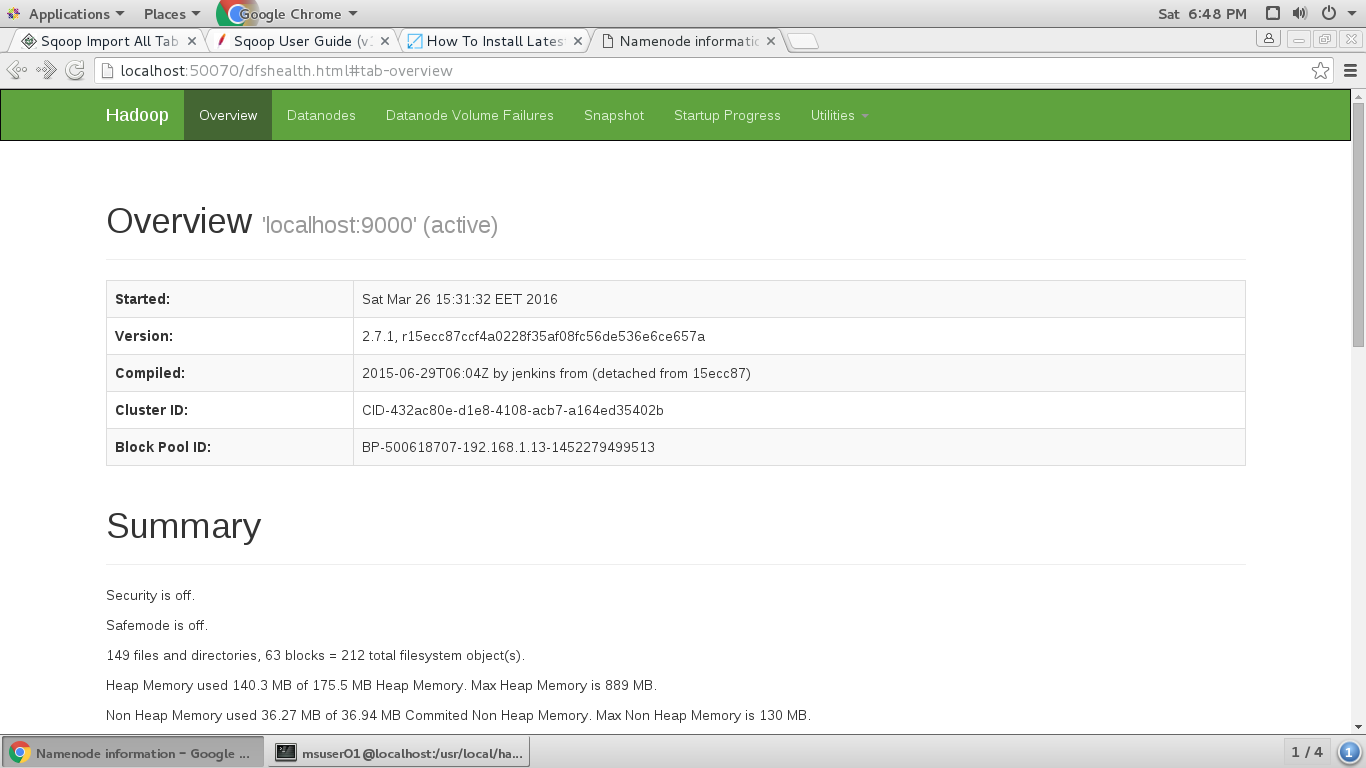 Applications Places Google Chrome Sat 6:48 PM
Sqoop Import All Tab Sqoop User Guide (v1 How To Install Lates Namenode informatio
localhost:50070/dfshealth.html#tab-overview
Hadoop Overview Datanodes Datanode Volume Failures Snapshot Startup Progress Utilities
Overview 'localhost:9000' (active)
Started: Sat Mar 26 15:31:32 EET 2016
Version: 2.7.1, r15ecc87ccf4a0228f35af08fc56de536e6ce657a
Compiled: 2015-06-29T06:04Z by jenkins from (detached from 15ecc87)
Cluster ID: CID-432ac80e-d1e8-4108-acb7-a164ed35402b
Block Pool ID: BP-500618707-192.168.1.13-1452279499513
Summary
Security is off.
Safemode is off.
149 files and directories, 63 blocks = 212 total filesystem object(s).
Heap Memory used 140.3 MB of 175.5 MB Heap Memory. Max Heap Memory is 889 MB.
Non Heap Memory used 36.27 MB of 36.94 MB Commited Non Heap Memory. Max Non Heap Memory is 130 MB.
Namenode information - Google ... msuser01@localhost:/usr/local/ha... 1 / 4 1